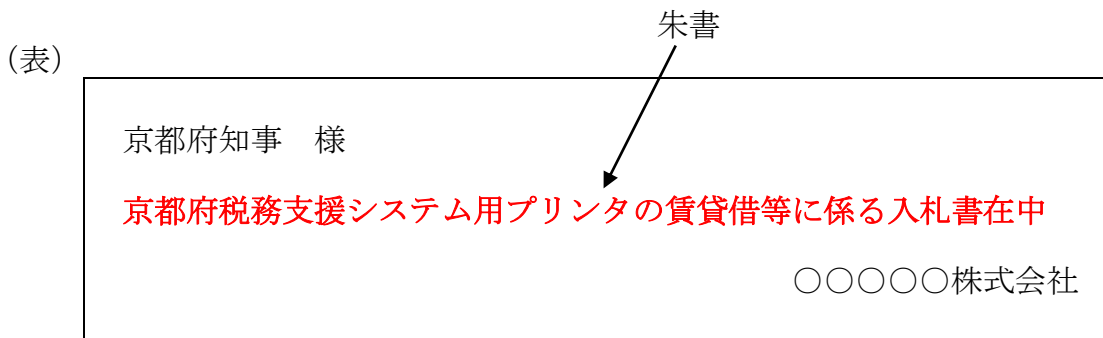 朱書
（表）
京都府知事　様
京都府税務支援システム用プリンタの賃貸借等に係る入札書在中
○○○○○株式会社